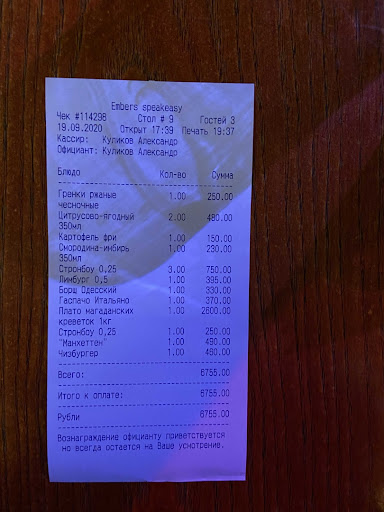 Embers speakeasy
Чек #114298 Стол # 9 Гостей 3
19.09.2020 Открыт 17:39 Печать 19:37
Кассир: Куликов Александр
Официант: Куликов Александр
Блюдо Кол-во Сумма
Гренки ржаные 1.00 250.00
чесночные
Цитрусово-ягодный 2.00 480.00
350мл
Картофель фри 1.00 150.00
Смородина-имбирь 1.00 230.00
350мл
Стронбоу 0.25 3.00 750.00
Лимбург 0,5 1.00 395.00
Борщ Одесский 1.00 330.00
Гаспачо Итальяно 1.00 370.00
Плато магаданских 1.00 2600.00
креветок 1кг
Стронбоу 0,25 1.00 250.00
"Манхеттен" 1.00 490.00
Чизбургер 1.00 460.00
Всего: 6755.00
Итого к оплате: 6755.00
Рубли 6755.00
Вознаграждение официанту приветствуется
но всегда остается на Ваше усмотрение.